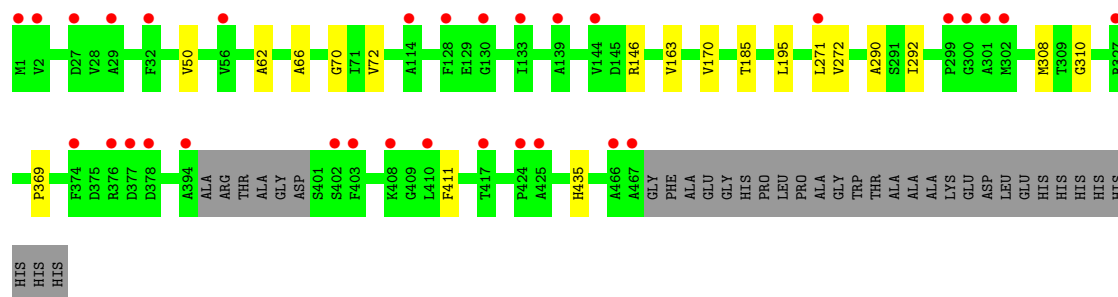 M1 V2 D27 V28 A29 F32 V50 V56 A62 A66 G70 I71 V72 A114 F128 E129 G130 I133 A139 V144 D145 R146 V163 V170 T185 L195 L271 V272 A290 S291 I292 P299 G300 A301 M302 M308 T309 G310
P369 F374 D375 R376 D377 D378 A394 ALA ARG THR ALA GLY ASP S401 S402 F403 K408 G409 L410 F411 T417 P424 A425 H435 A466 A467 GLY PHE ALA GLU GLY HIS PRO LEU PRO ALA GLY TRP THR ALA ALA ALA LYS GLU ASP LEU GLU HIS HIS HIS HIS HIS
HIS HIS HIS